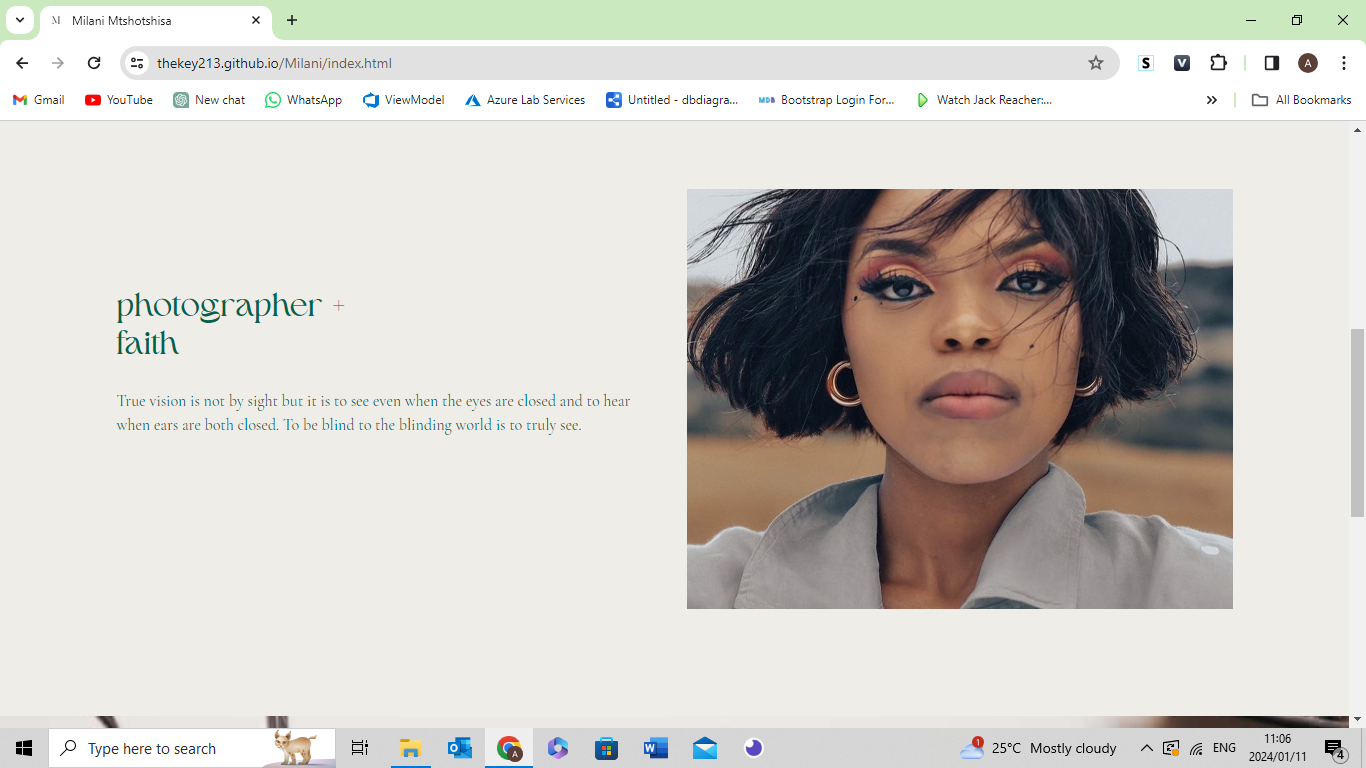 M Milani Mtshotshisa
thekey213.github.io/Milani/index.html
S V A
Gmail YouTube New chat WhatsApp ViewModel Azure Lab Services Untitled - dbdiagra... MDB Bootstrap Login For... Watch Jack Reacher:... » All Bookmarks
photographer +
faith
True vision is not by sight but it is to see even when the eyes are closed and to hear
when ears are both closed. To be blind to the blinding world is to truly see.
Type here to search A 1 25°C Mostly cloudy ENG 11:06
2024/01/11 4